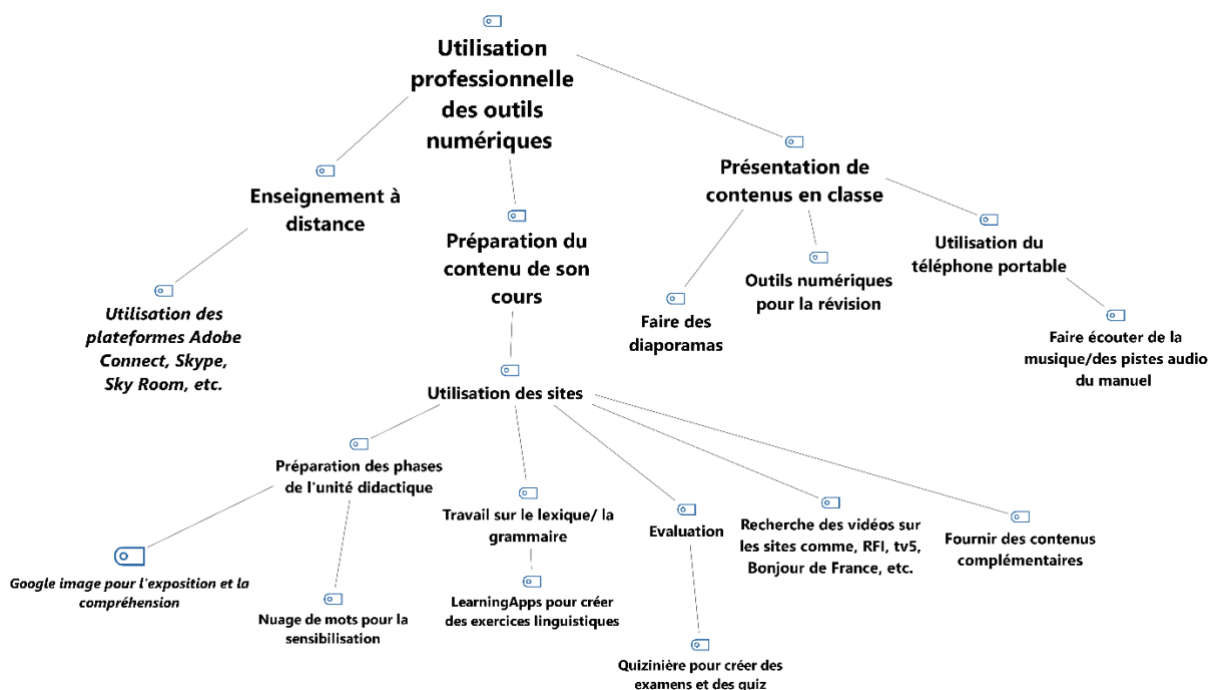 Utilisation
professionnelle
des outils
numériques
Enseignement à
distance
Préparation du
contenu de son
cours
Présentation de
contenus en classe
Utilisation des
plateformes Adobe
Connect, Skype,
Sky Room, etc.
Faire des
diaporamas
Outils numériques
pour la révision
Utilisation du
téléphone portable
Faire écouter de la
musique/des pistes audio
du manuel
Utilisation des sites
Préparation des phases
de l'unité didactique
Travail sur le lexique/ la
grammaire
Evaluation
Recherche des vidéos sur
les sites comme, RFI, tv5,
Bonjour de France, etc.
Fournir des contenus
complémentaires
Google image pour l'exposition et la
compréhension
Nuage de mots pour la
sensibilisation
LearningApps pour créer
des exercices linguistiques
Quizinière pour créer des
examens et des quiz